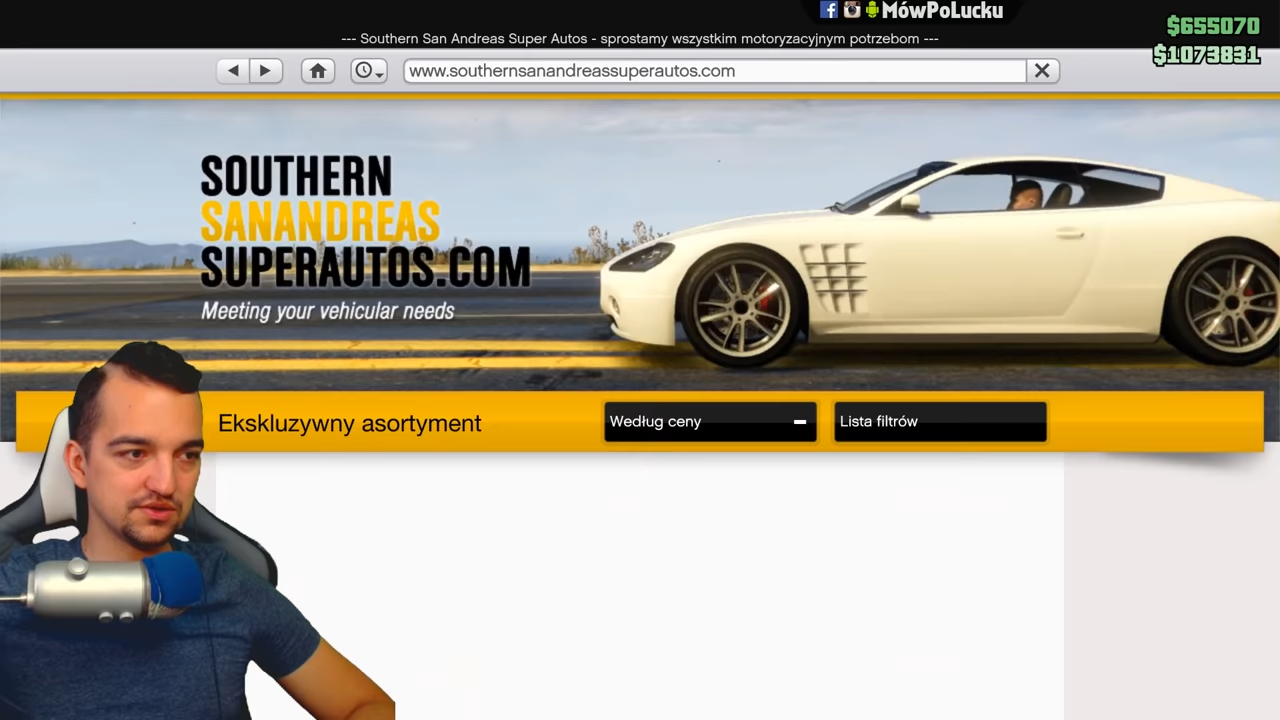 MówPoLucku
$655070
--- Southern San Andreas Super Autos - sprostamy wszystkim motoryzacyjnym potrzebom ---
$1073831
www.southernsanandreassuperautos.com
SOUTHERN
SANANDREAS
SUPERAUTOS.COM
Meeting your vehicular needs
Ekskluzywny asortyment
Według ceny
Lista filtrów